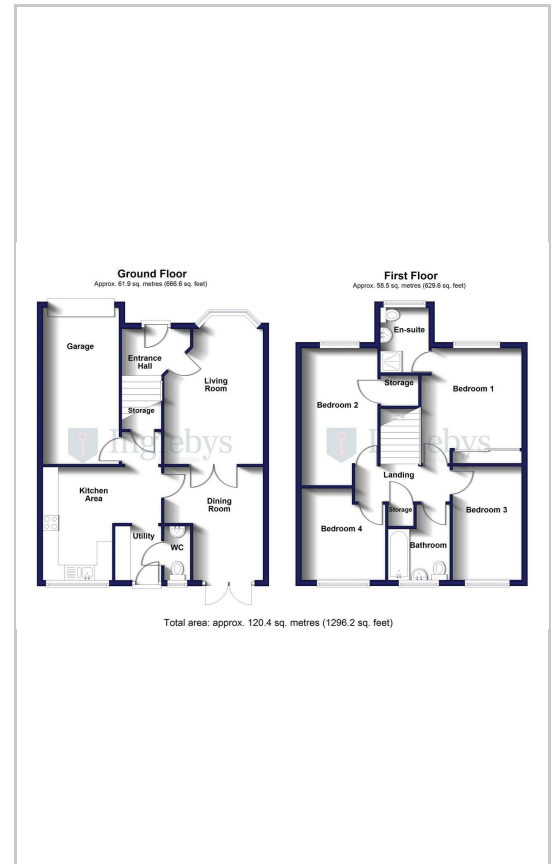 Ground Floor
Approx. 61.9 sq. metres (666.6 sq. feet)
Garage
Entrance
Hall
Living
Room
Storage
Inglebys
Kitchen
Area
Dining
Room
Utility
WC
First Floor
Approx. 58.5 sq. metres (629.6 sq. feet)
En-suite
Storage
Bedroom 1
Bedroom 2
Inglebys
Landing
Storage
Bedroom 3
Bedroom 4
Bathroom
Total area: approx. 120.4 sq. metres (1296.2 sq. feet)